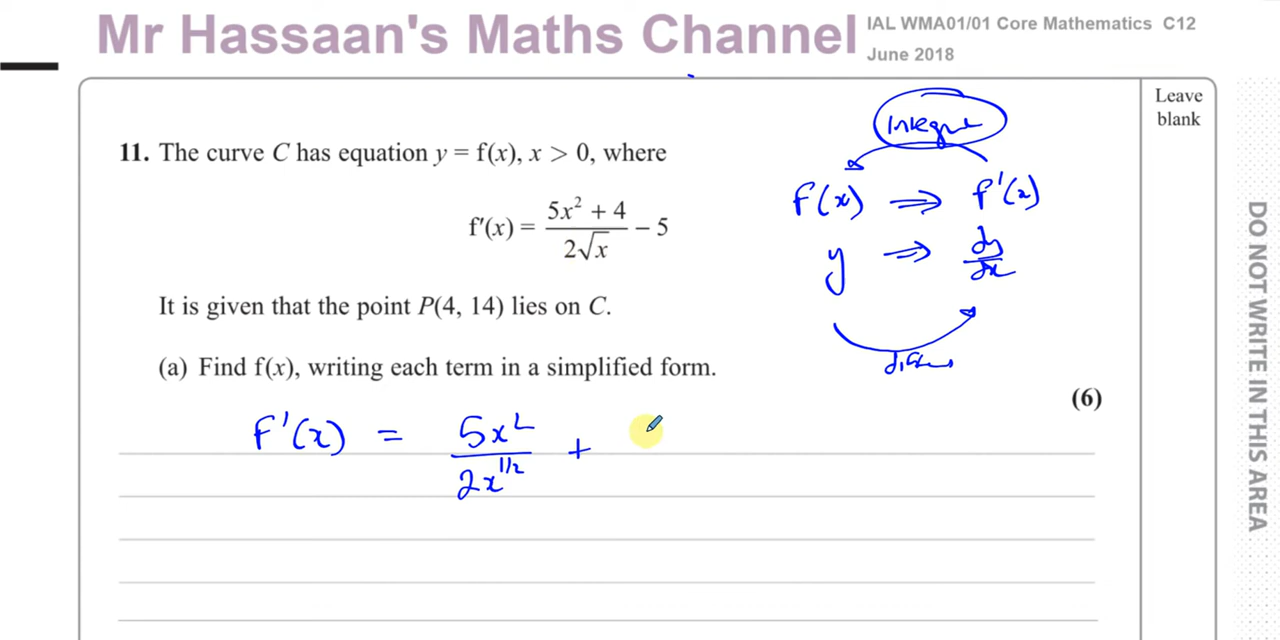 Mr Hassaan's Maths Channel
IAL WMA01/01 Core Mathematics C12
June 2018
Leave
blank
11. The curve C has equation y = f(x), x > 0, where
f′(x) = (5x² + 4)/(2√x) − 5
It is given that the point P(4, 14) lies on C.
(a) Find f(x), writing each term in a simplified form.
(6)
f(x) ⇒ f'(x)
y ⇒ dy/dx
f'(x) = 5x²/2x^1/2 +
DO NOT WRITE IN THIS AREA